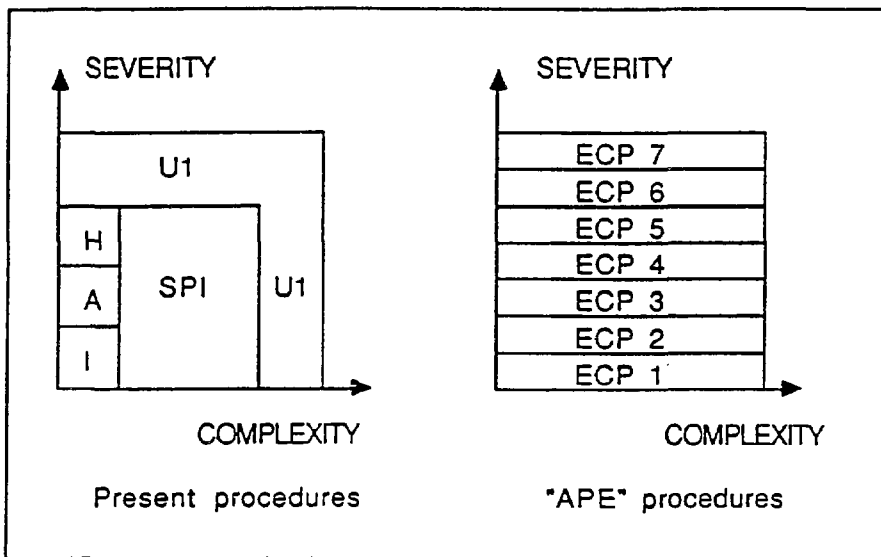 SEVERITY
U1
H
A
I
SPI
U1
COMPLEXITY
Present procedures
SEVERITY
ECP 7
ECP 6
ECP 5
ECP 4
ECP 3
ECP 2
ECP 1
COMPLEXITY
"APE" procedures